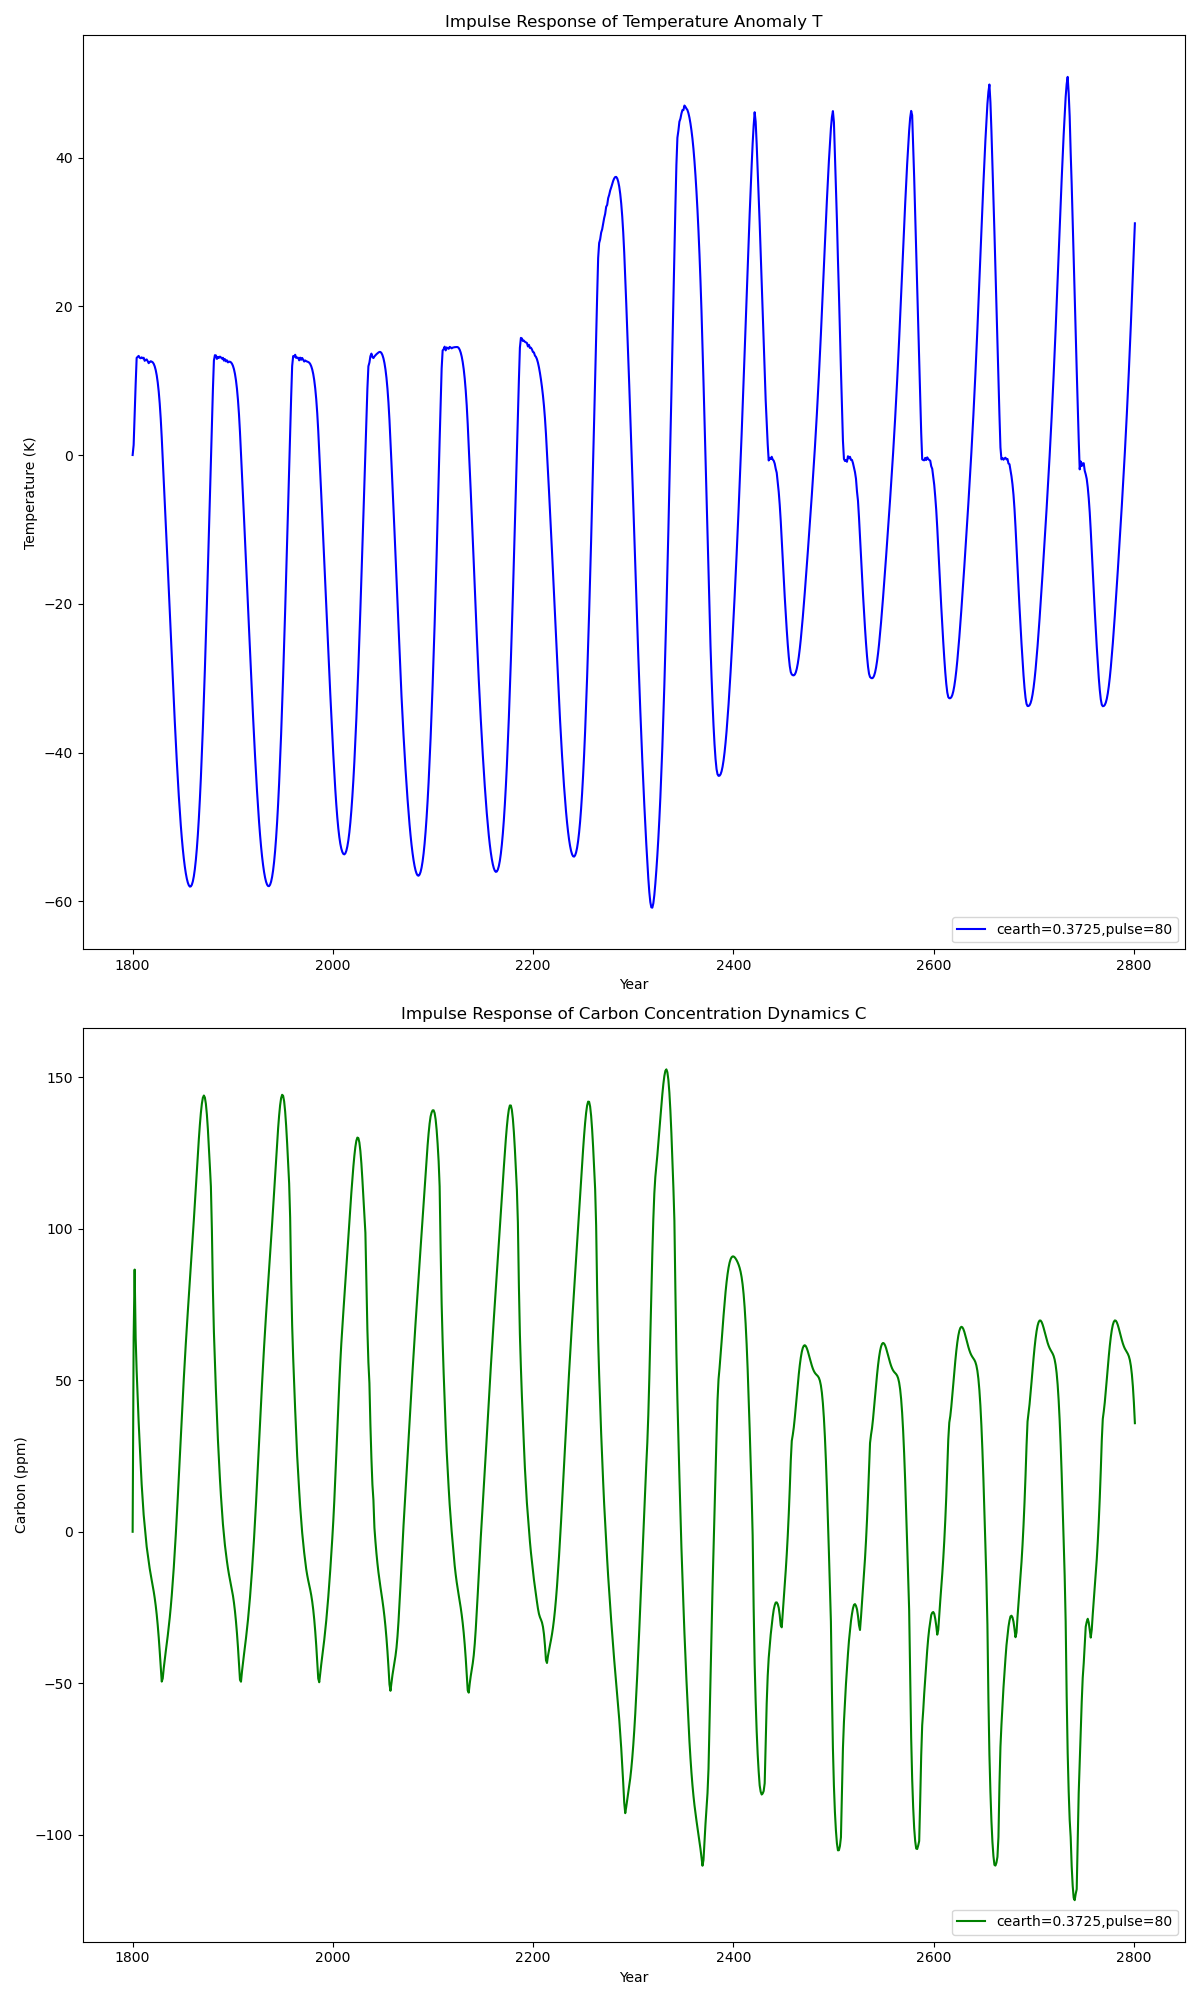 Impulse Response of Temperature Anomaly T
Temperature (K)
40
20
0
−20
−40
−60
cearth=0.3725,pulse=80
1800 2000 2200 2400 2600 2800
Year
Impulse Response of Carbon Concentration Dynamics C
Carbon (ppm)
150
100
50
0
−50
−100
cearth=0.3725,pulse=80
1800 2000 2200 2400 2600 2800
Year